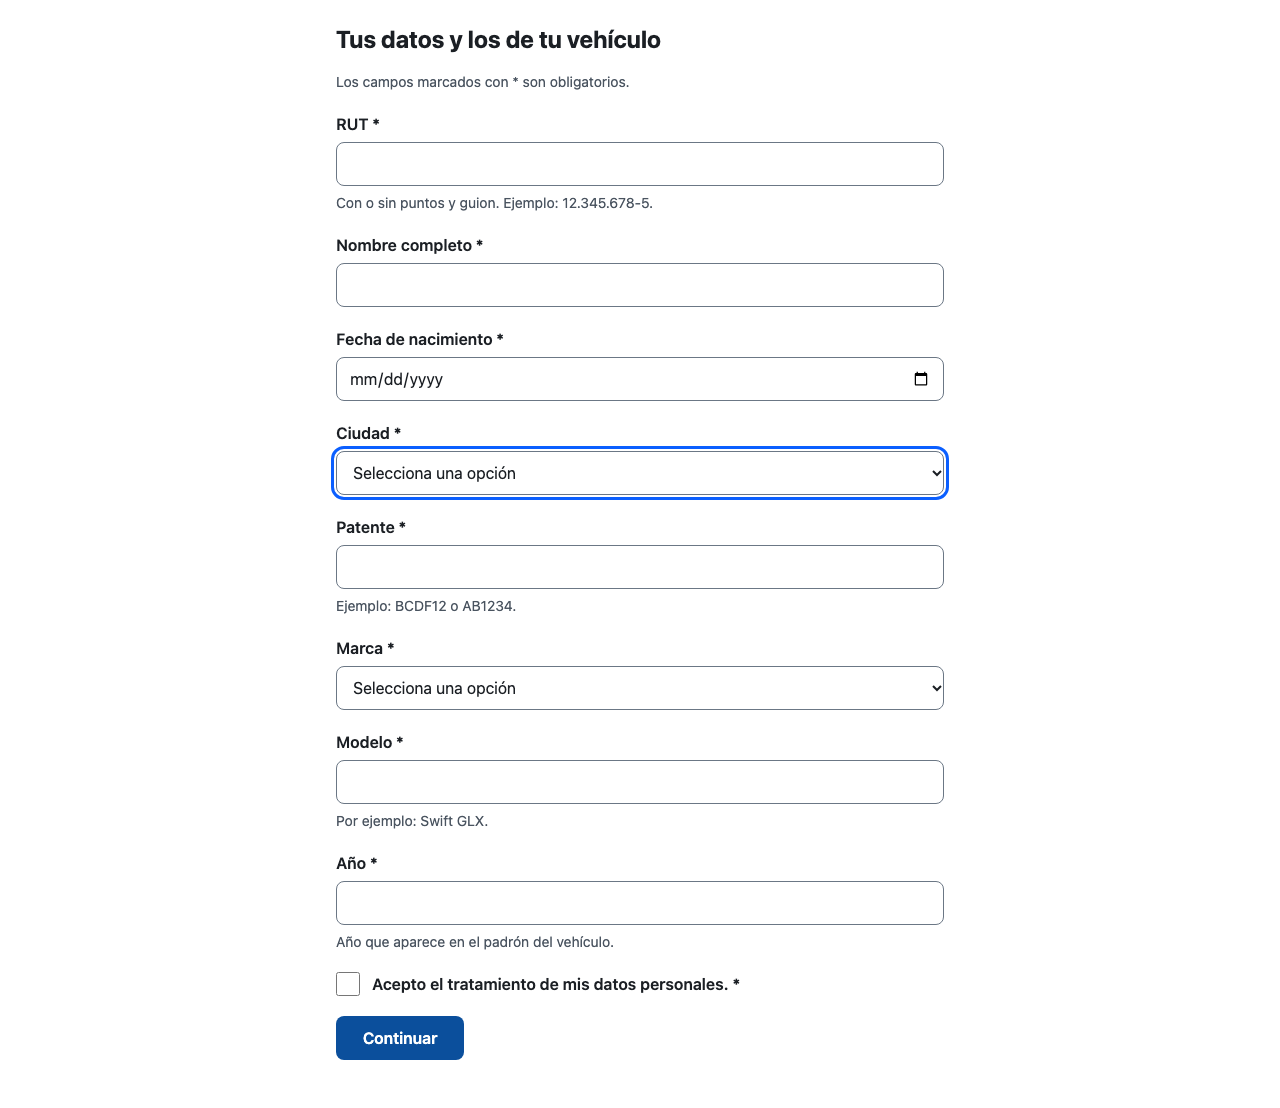 Tus datos y los de tu vehículo
Los campos marcados con * son obligatorios.
RUT *
Con o sin puntos y guion. Ejemplo: 12.345.678-5.
Nombre completo *
Fecha de nacimiento *
mm/dd/yyyy
Ciudad *
Selecciona una opción
Patente *
Ejemplo: BCDF12 o AB1234.
Marca *
Selecciona una opción
Modelo *
Por ejemplo: Swift GLX.
Año *
Año que aparece en el padrón del vehículo.
Acepto el tratamiento de mis datos personales. *
Continuar